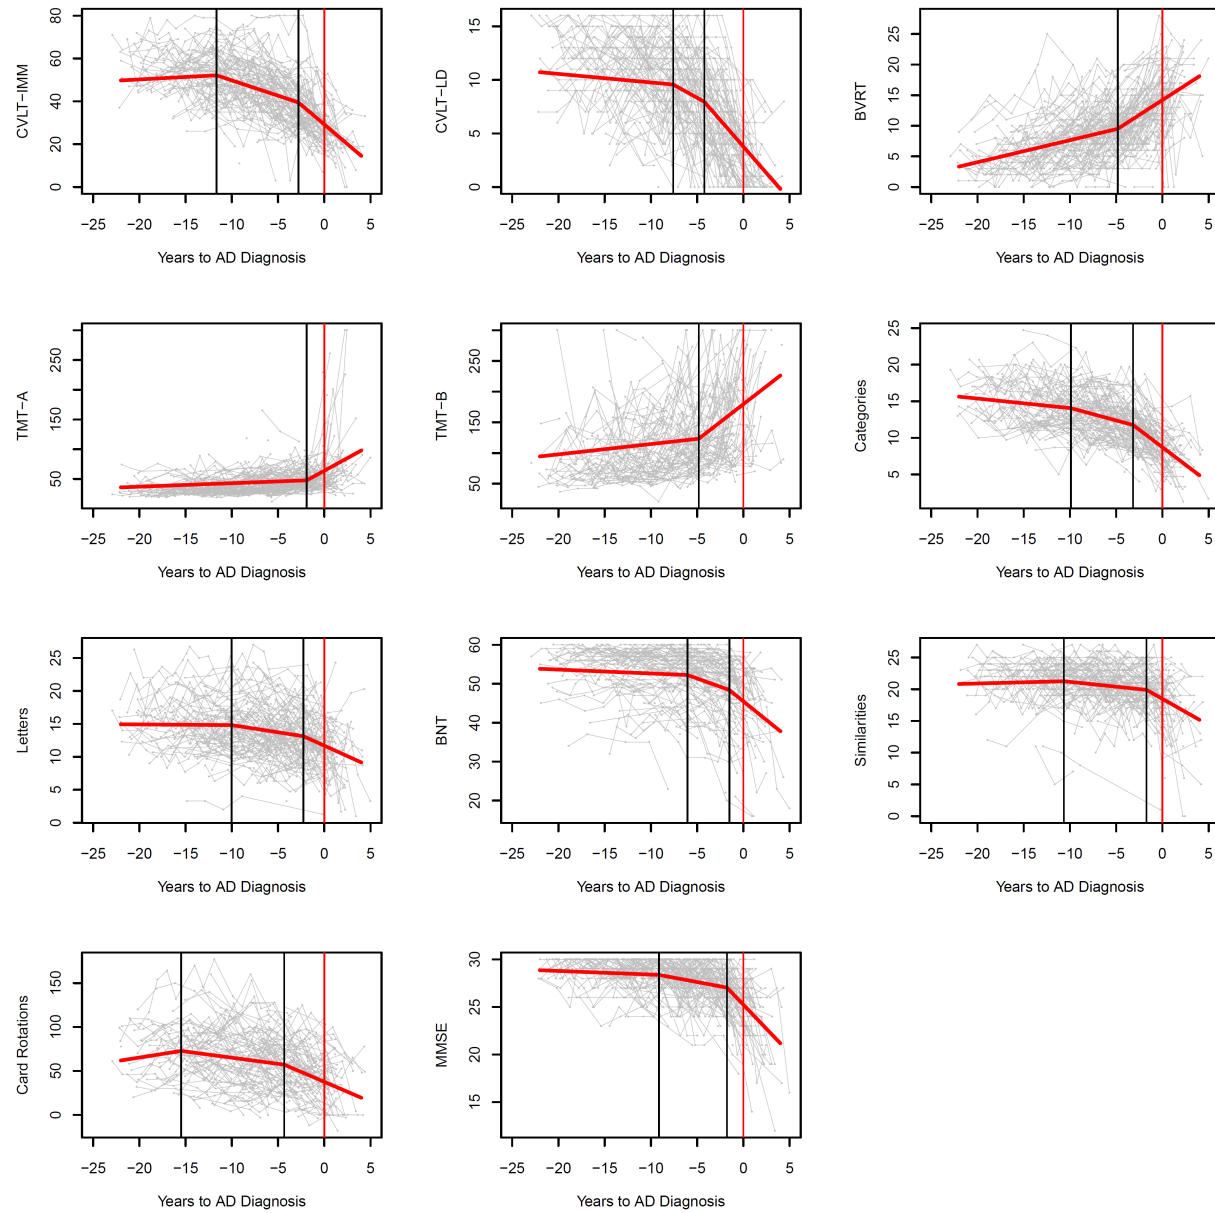 CVLT−IMM
0 20 40 60 80
−25 −20 −15 −10 −5 0 5
Years to AD Diagnosis
CVLT−LD
0 5 10 15
−25 −20 −15 −10 −5 0 5
Years to AD Diagnosis
BVRT
0 5 10 15 20 25
−25 −20 −15 −10 −5 0 5
Years to AD Diagnosis
TMT−A
50 150 250
−25 −20 −15 −10 −5 0 5
Years to AD Diagnosis
TMT−B
50 150 250
−25 −20 −15 −10 −5 0 5
Years to AD Diagnosis
Categories
5 10 15 20 25
−25 −20 −15 −10 −5 0 5
Years to AD Diagnosis
Letters
0 5 10 15 20 25
−25 −20 −15 −10 −5 0 5
Years to AD Diagnosis
BNT
20 30 40 50 60
−25 −20 −15 −10 −5 0 5
Years to AD Diagnosis
Similarities
0 5 10 15 20 25
−25 −20 −15 −10 −5 0 5
Years to AD Diagnosis
Card Rotations
0 50 100 150
−25 −20 −15 −10 −5 0 5
Years to AD Diagnosis
MMSE
15 20 25 30
−25 −20 −15 −10 −5 0 5
Years to AD Diagnosis